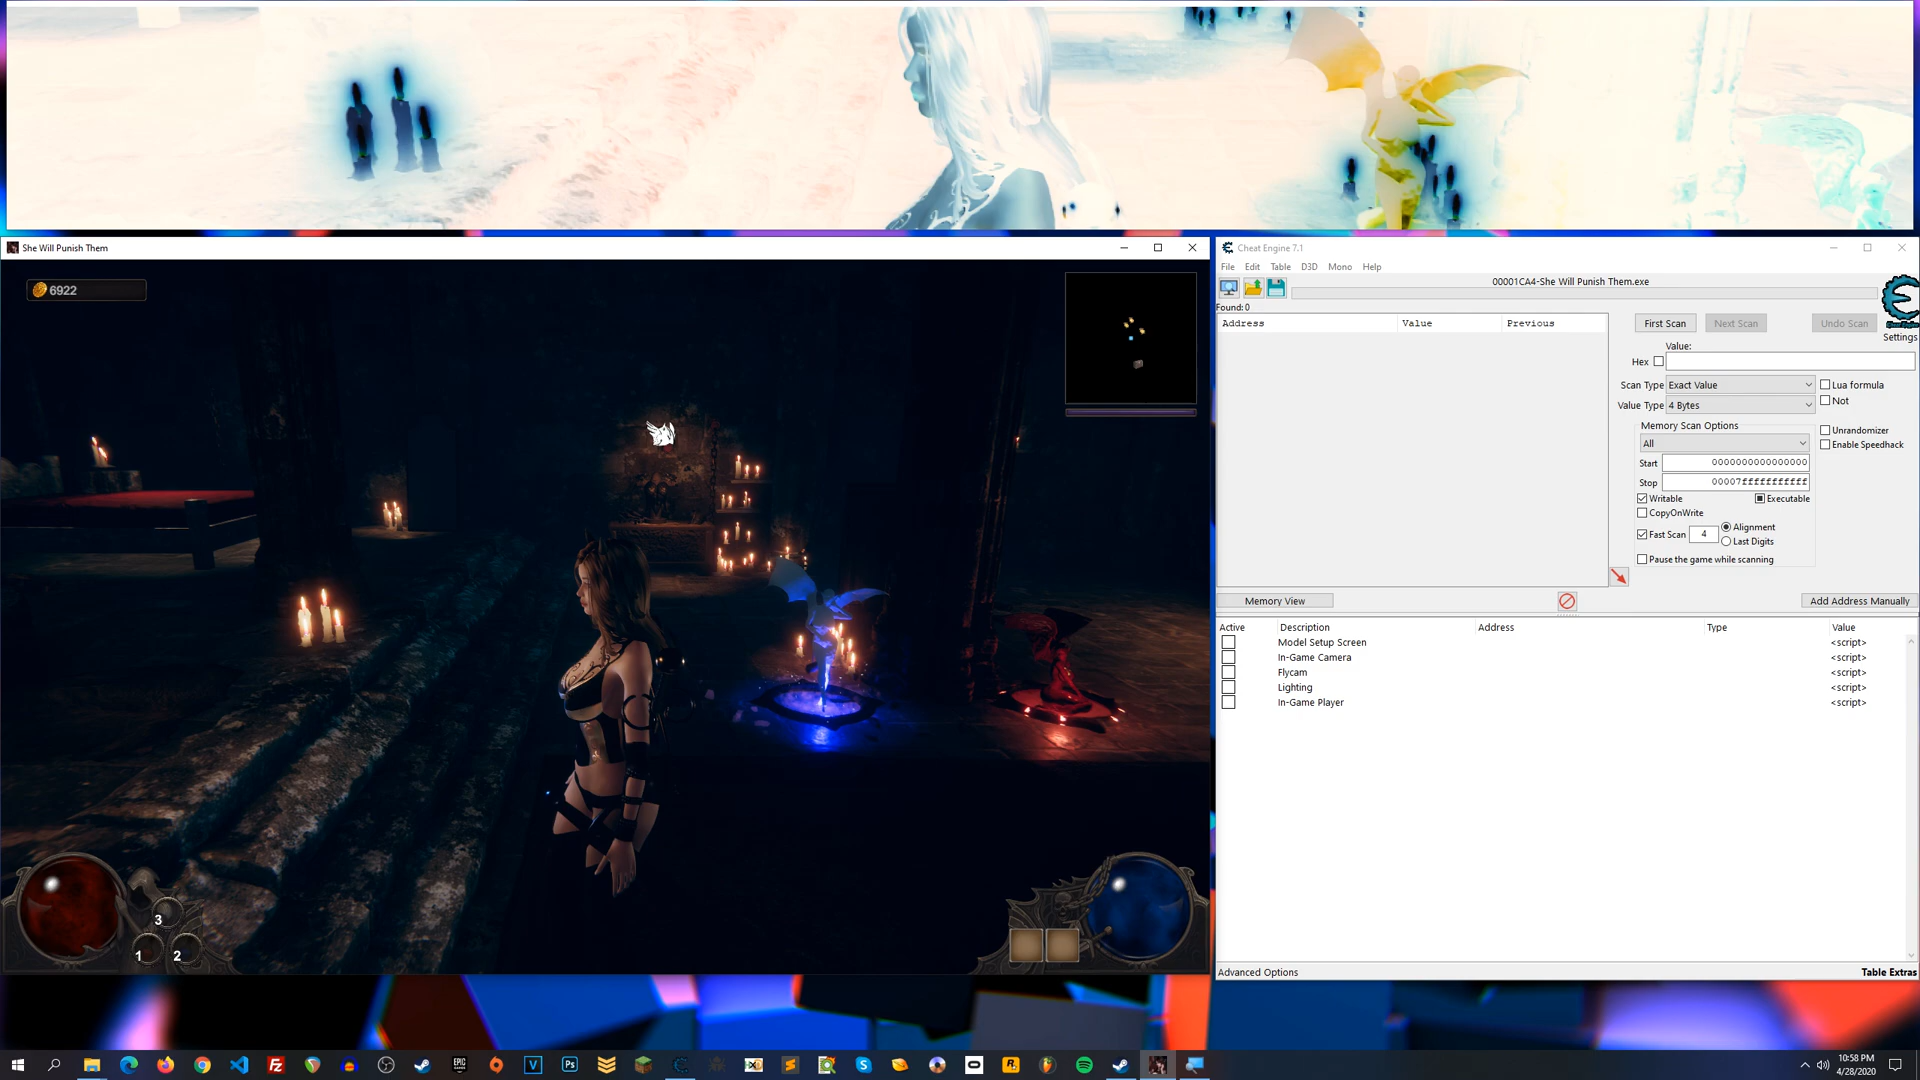 She Will Punish Them
6922
3
1
2
Cheat Engine 7.1
File Edit Table D3D Mono Help
00001CA4-She Will Punish Them.exe
Found: 0
Address Value Previous
First Scan Next Scan Undo Scan
Settings
Value:
Hex
Scan Type Exact Value Lua formula
Value Type 4 Bytes Not
Memory Scan Options
All
Unrandomizer
Enable Speedhack
Start 0000000000000000
Stop 00007fffffffffff
Writable Executable
CopyOnWrite
Fast Scan 4 Alignment
Last Digits
Pause the game while scanning
Memory View Add Address Manually
Active Description Address Type Value
Model Setup Screen <script>
In-Game Camera <script>
Flycam <script>
Lighting <script>
In-Game Player <script>
Advanced Options Table Extras
EPIC GAMES
V
Ps
Fz
S
R
10:58 PM
4/28/2020